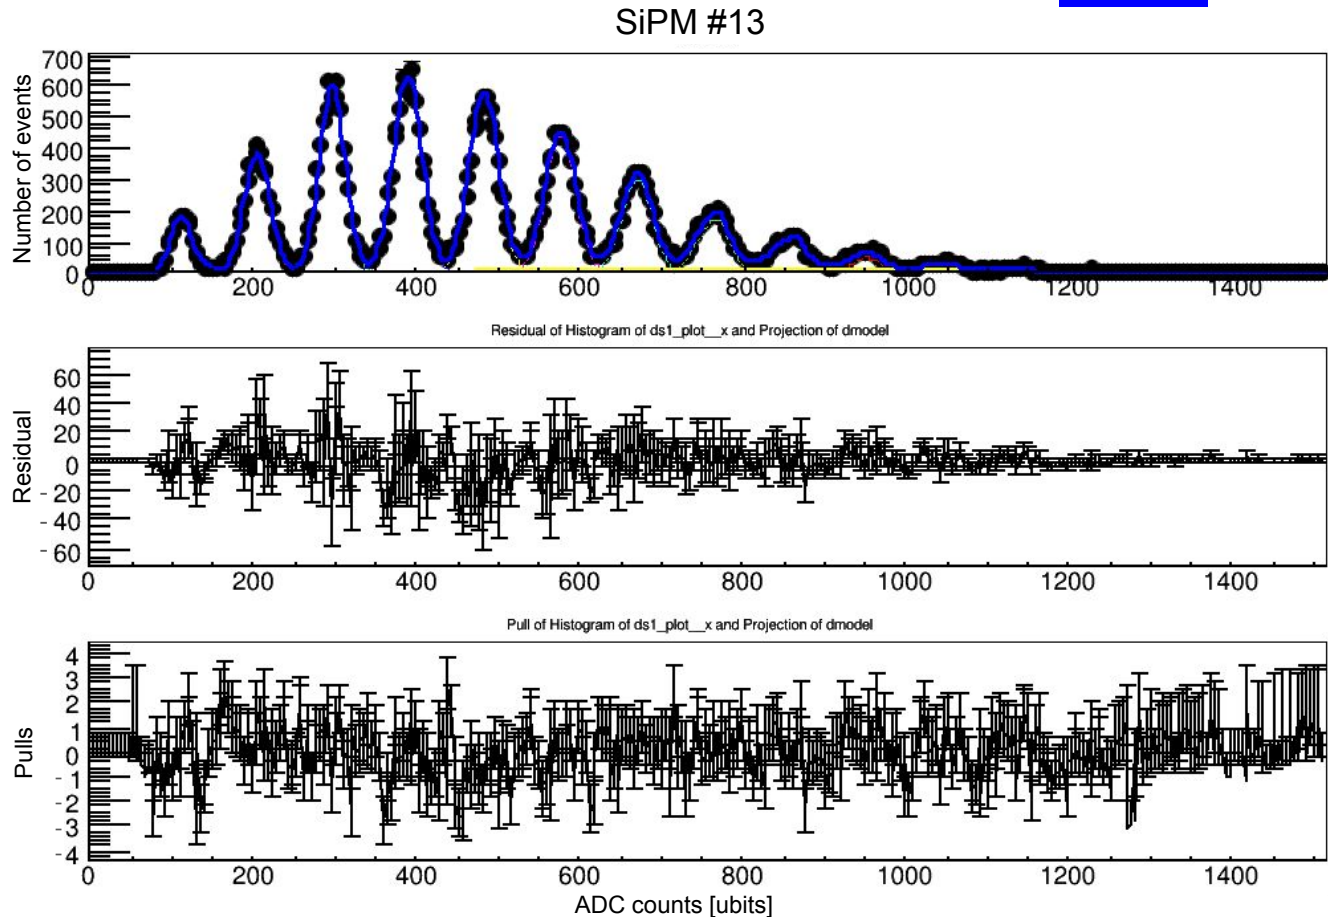 SiPM #13
Number of events
700
600
500
400
300
200
100
0
0 200 400 600 800 1000 1200 1400
Residual of Histogram of ds1_plot__x and Projection of dmodel
Residual
60
40
20
0
- 20
- 40
- 60
0 200 400 600 800 1000 1200 1400
Pull of Histogram of ds1_plot__x and Projection of dmodel
Pulls
4
3
2
1
0
- 1
- 2
- 3
- 4
0 200 400 600 800 1000 1200 1400
ADC counts [ubits]